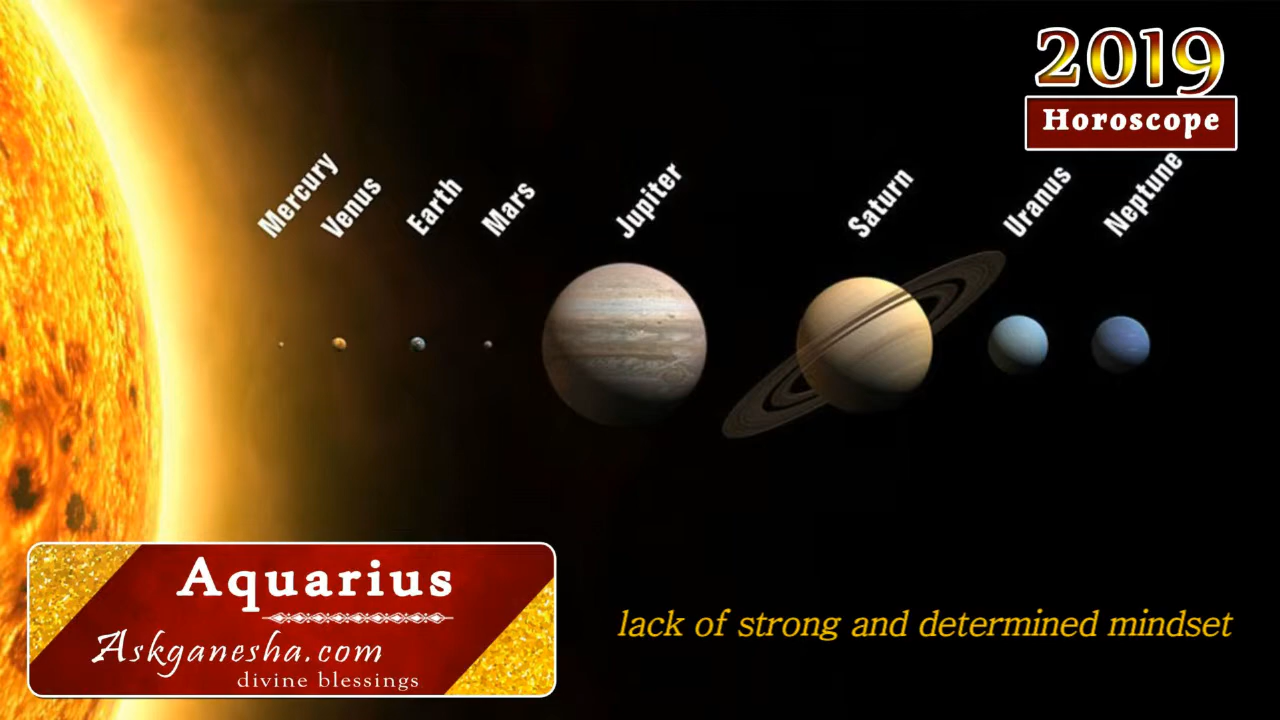 2019
Horoscope
Mercury
Venus
Earth
Mars
Jupiter
Saturn
Uranus
Neptune
Aquarius
Askganesha.com
divine blessings
lack of strong and determined mindset